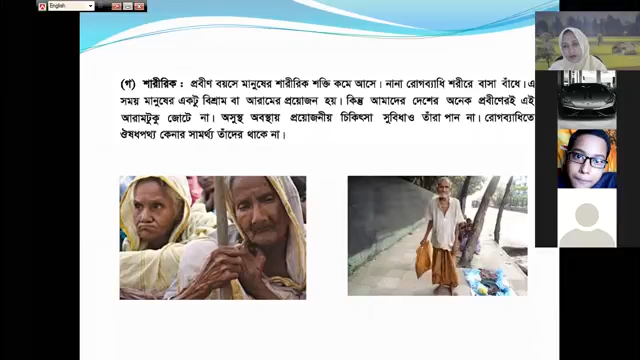 English
(গ) শারীরিক : প্রবীণ বয়সে মানুষের শারীরিক শক্তি কমে আসে। নানা রোগব্যাধি শরীরে বাসা বাঁধে। এ
সময় মানুষের একটু বিশ্রাম বা আরামের প্রয়োজন হয়। কিন্তু আমাদের দেশের অনেক প্রবীণেরই এই
আরামটুকু জোটে না। অসুস্থ অবস্থায় প্রয়োজনীয় চিকিৎসা সুবিধাও তাঁরা পান না। রোগব্যাধিতে
ঔষধপথ্য কেনার সামর্থ্য তাঁদের থাকে না।